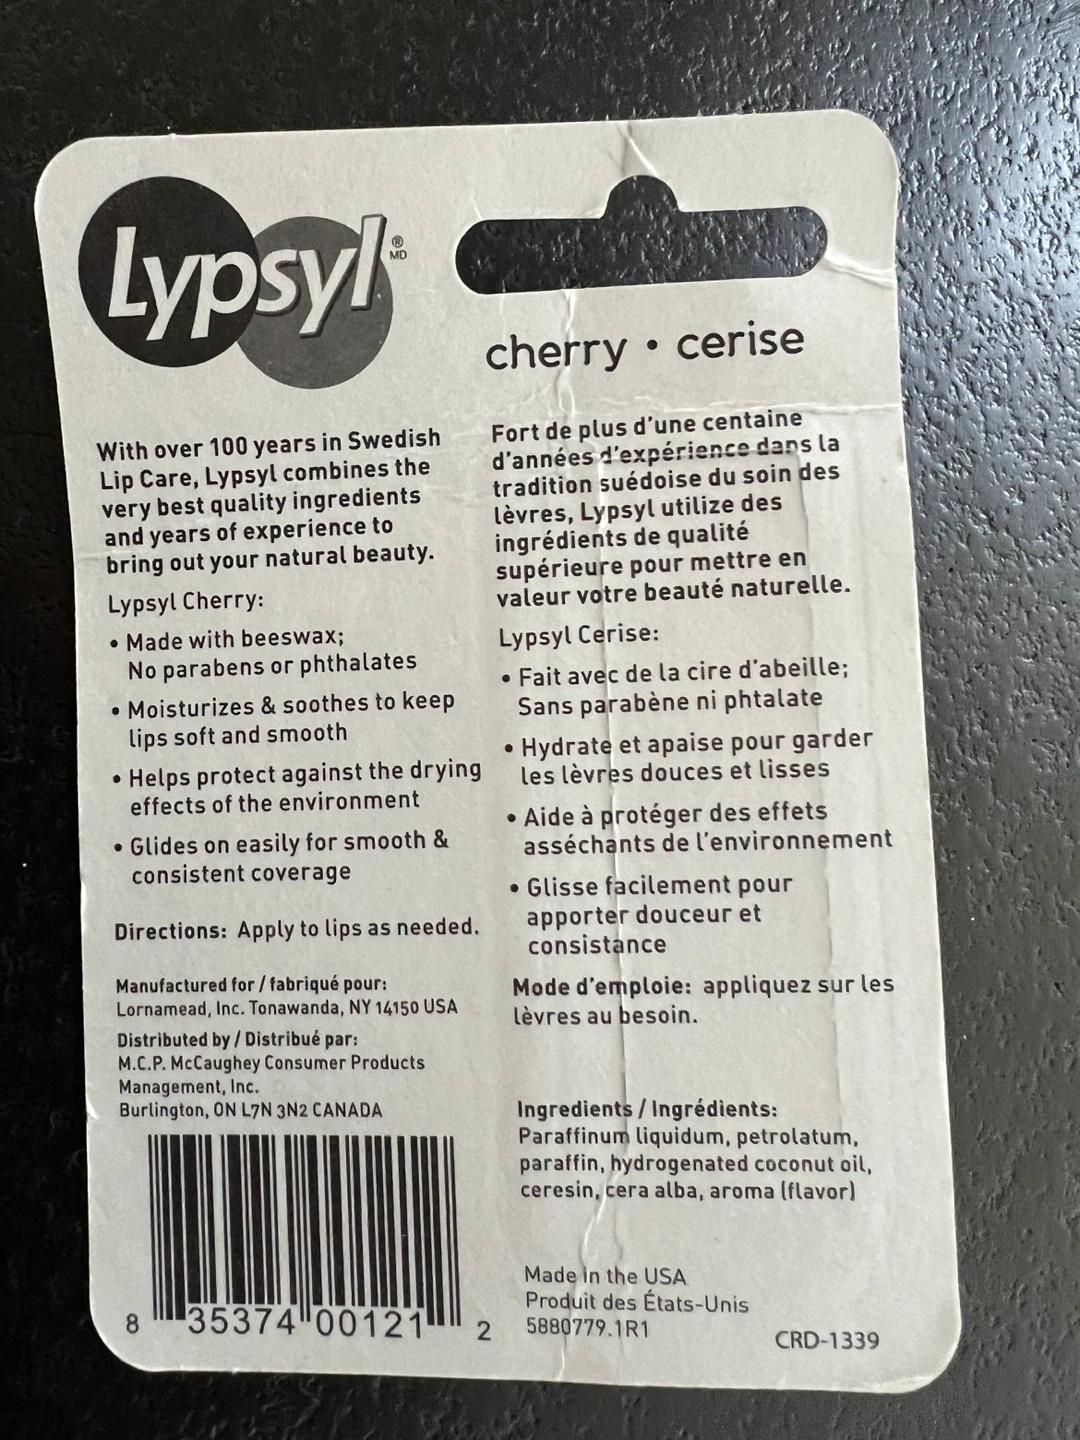 Lypsyl® MD
cherry • cerise
With over 100 years in Swedish
Lip Care, Lypsyl combines the
very best quality ingredients
and years of experience to
bring out your natural beauty.
Lypsyl Cherry:
• Made with beeswax;
No parabens or phthalates
• Moisturizes & soothes to keep
lips soft and smooth
• Helps protect against the drying
effects of the environment
• Glides on easily for smooth &
consistent coverage
Directions: Apply to lips as needed.
Manufactured for / fabriqué pour:
Lornamead, Inc. Tonawanda, NY 14150 USA
Distributed by / Distribué par:
M.C.P. McCaughey Consumer Products
Management, Inc.
Burlington, ON L7N 3N2 CANADA
8 35374 00121 2
Fort de plus d'une centaine
d'années d'expérience dans la
tradition suédoise du soin des
lèvres, Lypsyl utilize des
ingrédients de qualité
supérieure pour mettre en
valeur votre beauté naturelle.
Lypsyl Cerise:
• Fait avec de la cire d'abeille;
Sans parabène ni phtalate
• Hydrate et apaise pour garder
les lèvres douces et lisses
• Aide à protéger des effets
asséchants de l'environnement
• Glisse facilement pour
apporter douceur et
consistance
Mode d'emploie: appliquez sur les
lèvres au besoin.
Ingredients / Ingrédients:
Paraffinum liquidum, petrolatum,
paraffin, hydrogenated coconut oil,
ceresin, cera alba, aroma (flavor)
Made in the USA
Produit des États-Unis
5880779.1R1
CRD-1339